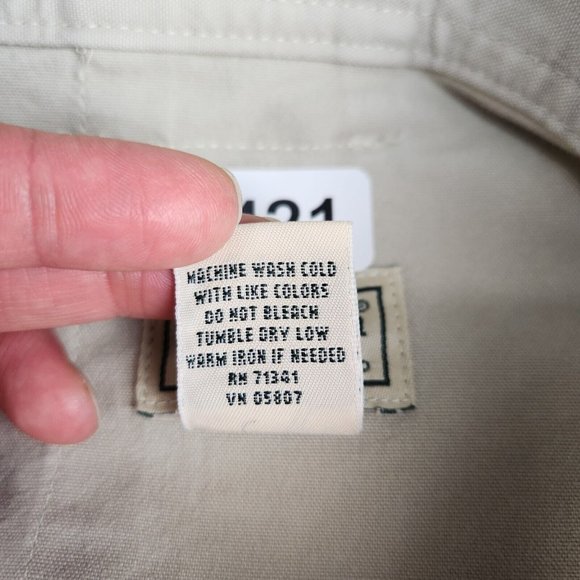 MACHINE WASH COLD
WITH LIKE COLORS
DO NOT BLEACH
TUMBLE DRY LOW
WARM IRON IF NEEDED
RN 71341
VN 05807